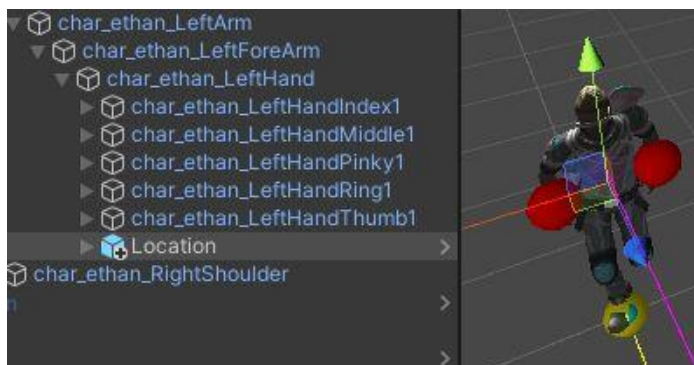 char_ethan_LeftArm
char_ethan_LeftForeArm
char_ethan_LeftHand
char_ethan_LeftHandIndex1
char_ethan_LeftHandMiddle1
char_ethan_LeftHandPinky1
char_ethan_LeftHandRing1
char_ethan_LeftHandThumb1
Location
char_ethan_RightShoulder